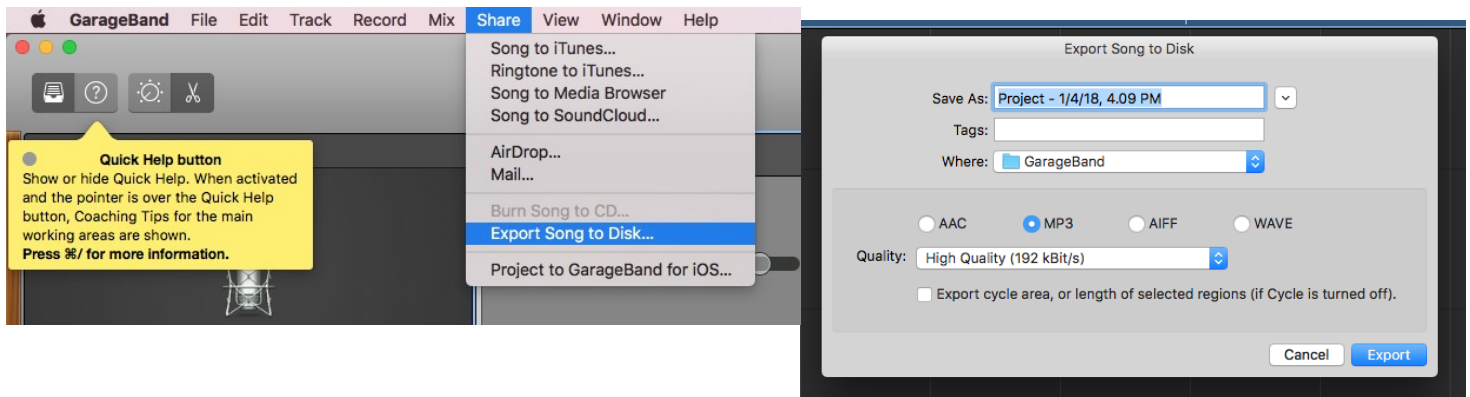 GarageBand File Edit Track Record Mix Share View Window Help
Song to iTunes...
Ringtone to iTunes...
Song to Media Browser
Song to SoundCloud...
AirDrop...
Mail...
Burn Song to CD...
Export Song to Disk...
Project to GarageBand for iOS...
Quick Help button
Show or hide Quick Help. When activated
and the pointer is over the Quick Help
button, Coaching Tips for the main
working areas are shown.
Press ⌘/ for more information.
Export Song to Disk
Save As: Project - 1/4/18, 4.09 PM
Tags:
Where: GarageBand
AAC MP3 AIFF WAVE
Quality: High Quality (192 kBit/s)
Export cycle area, or length of selected regions (if Cycle is turned off).
Cancel Export